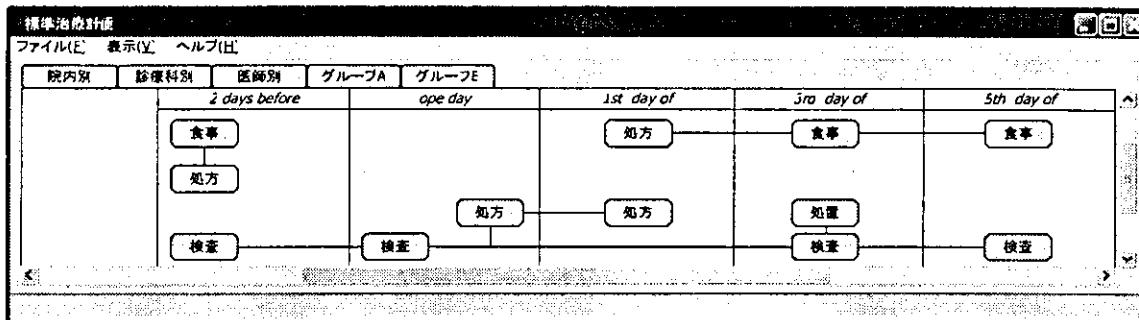 標準治療計値
ファイル(E) 表示(V) ヘルプ(H)
院内別 診療科別 医師別 グループA グループE
2 days before ope day 1st day of 3rd day of 5th day of
食事 処方 食事 食事
処方
処方 処方 処置
検査 検査 検査 検査